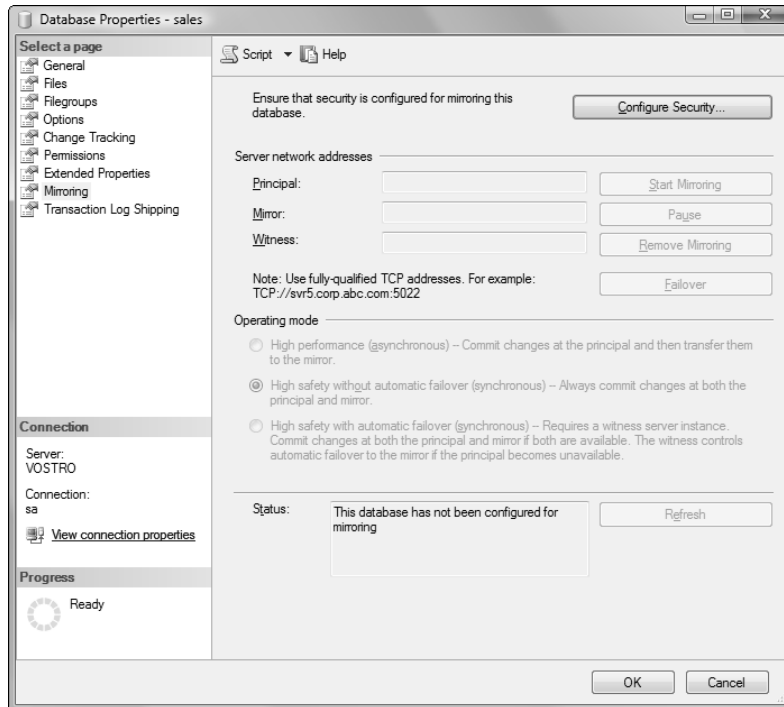 Database Properties - sales
Select a page
General
Files
Filegroups
Options
Change Tracking
Permissions
Extended Properties
Mirroring
Transaction Log Shipping
Connection
Server:
VOSTRO
Connection:
sa
View connection properties
Progress
Ready
Script
Help
Ensure that security is configured for mirroring this
database.
Configure Security...
Server network addresses
Principal:
Start Mirroring
Mirror:
Pause
Witness:
Remove Mirroring
Note: Use fully-qualified TCP addresses. For example:
TCP://svr5.corp.abc.com:5022
Failover
Operating mode
High performance (asynchronous) – Commit changes at the principal and then transfer them
to the mirror.
High safety without automatic failover (synchronous) – Always commit changes at both the
principal and mirror.
High safety with automatic failover (synchronous) – Requires a witness server instance.
Commit changes at both the principal and mirror if both are available. The witness controls
automatic failover to the mirror if the principal becomes unavailable.
Status:
This database has not been configured for
mirroring
Refresh
OK
Cancel